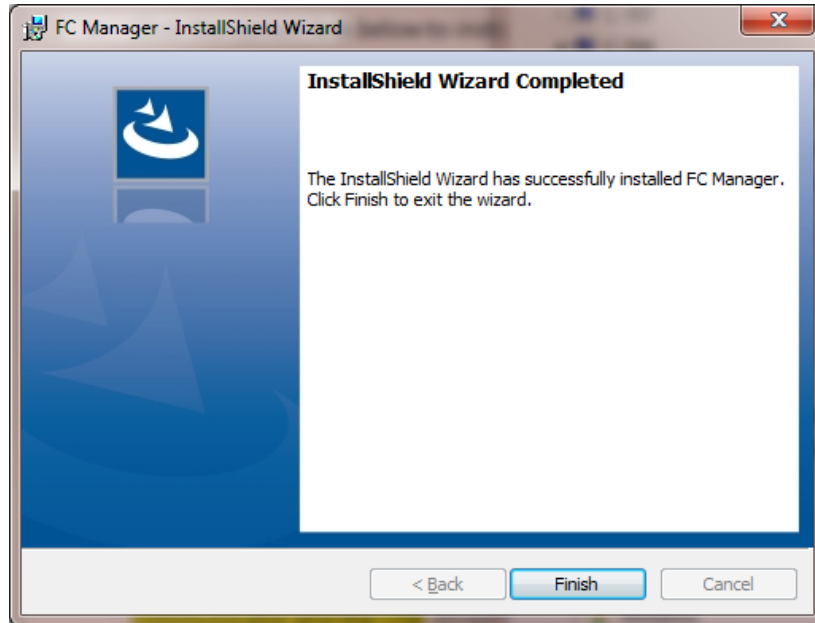 FC Manager - InstallShield Wizard
InstallShield Wizard Completed
The InstallShield Wizard has successfully installed FC Manager.
Click Finish to exit the wizard.
< Back
Finish
Cancel